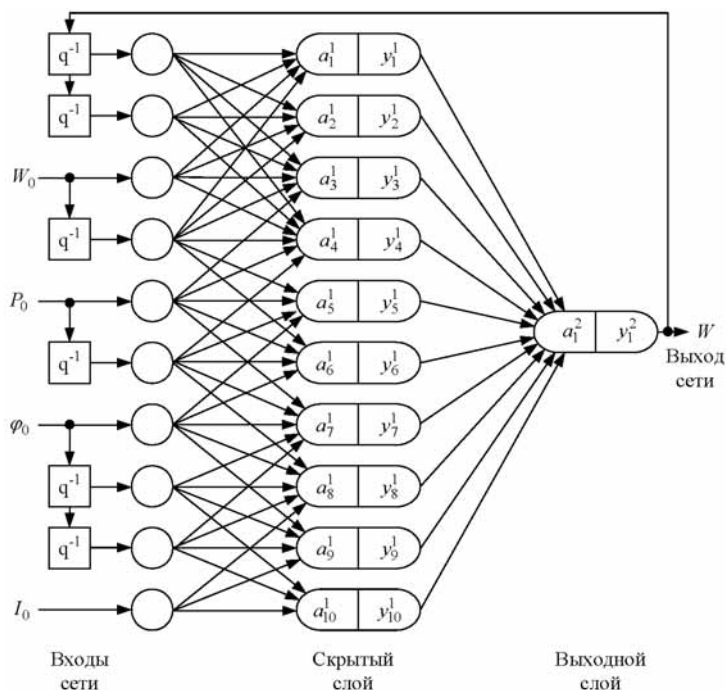 q⁻¹ a₁¹ y₁¹
q⁻¹ a₂¹ y₂¹
W₀ a₃¹ y₃¹
q⁻¹ a₄¹ y₄¹
P₀ a₅¹ y₅¹
a₁² y₁² W
q⁻¹ a₆¹ y₆¹
Выход
сети
φ₀ a₇¹ y₇¹
q⁻¹ a₈¹ y₈¹
q⁻¹ a₉¹ y₉¹
I₀ a₁₀¹ y₁₀¹
Входы
сети
Скрытый
слой
Выходной
слой